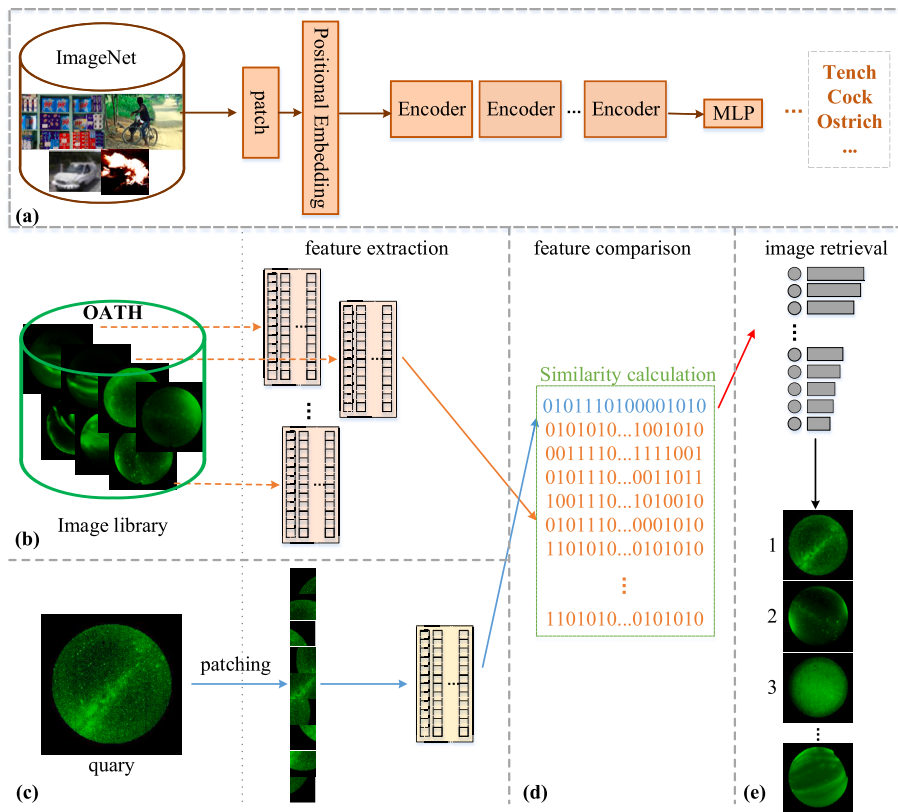 ImageNet
patch
Positional Embedding
Encoder
Encoder
...
Encoder
MLP
...
Tench
Cock
Ostrich
...
(a)
feature extraction
feature comparison
image retrieval
OATH
...
...
...
...
Image library
(b)
Similarity calculation
0101110100001010
0101010...1001010
0011110...1111001
0101110...0011011
1001110...1010010
0101110...0001010
1101010...0101010
...
1101010...0101010
...
1
2
3
...
patching
...
quary
(c)
(d)
(e)